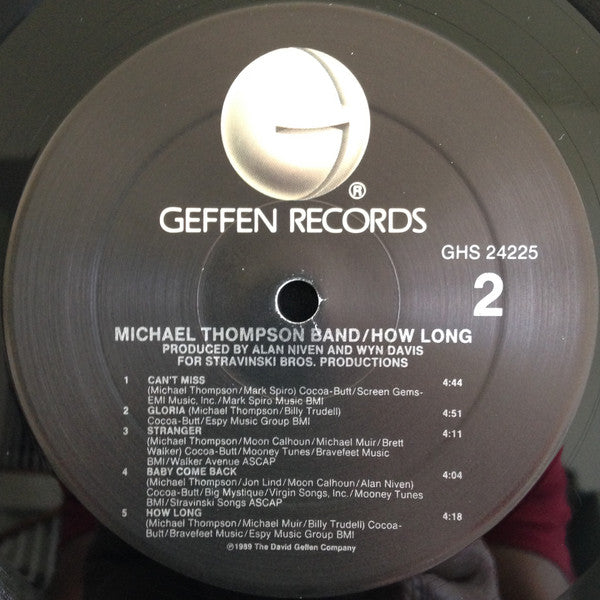 ®
GEFFEN RECORDS
GHS 24225
2
MICHAEL THOMPSON BAND/HOW LONG
PRODUCED BY ALAN NIVEN AND WYN DAVIS
FOR STRAVINSKI BROS. PRODUCTIONS
1 CAN'T MISS 4:44
(Michael Thompson/Mark Spiro) Cocoa-Butt/Screen Gems-
EMI Music, Inc./Mark Spiro Music BMI
2 GLORIA (Michael Thompson/Billy Trudell) 4:51
Cocoa-Butt/Espy Music Group BMI
3 STRANGER 4:11
(Michael Thompson/Moon Calhoun/Michael Muir/Brett
Walker) Cocoa-Butt/Mooney Tunes/Bravefeet Music
BMI/Walker Avenue ASCAP
4 BABY COME BACK 4:04
(Michael Thompson/Jon Lind/Moon Calhoun/Alan Niven)
Cocoa-Butt/Big Mystique/Virgin Songs, Inc./Mooney Tunes
BMI/Stravinski Songs ASCAP
5 HOW LONG 4:18
(Michael Thompson/Michael Muir/Billy Trudell) Cocoa-
Butt/Bravefeet Music/Espy Music Group BMI
℗1989 The David Geffen Company